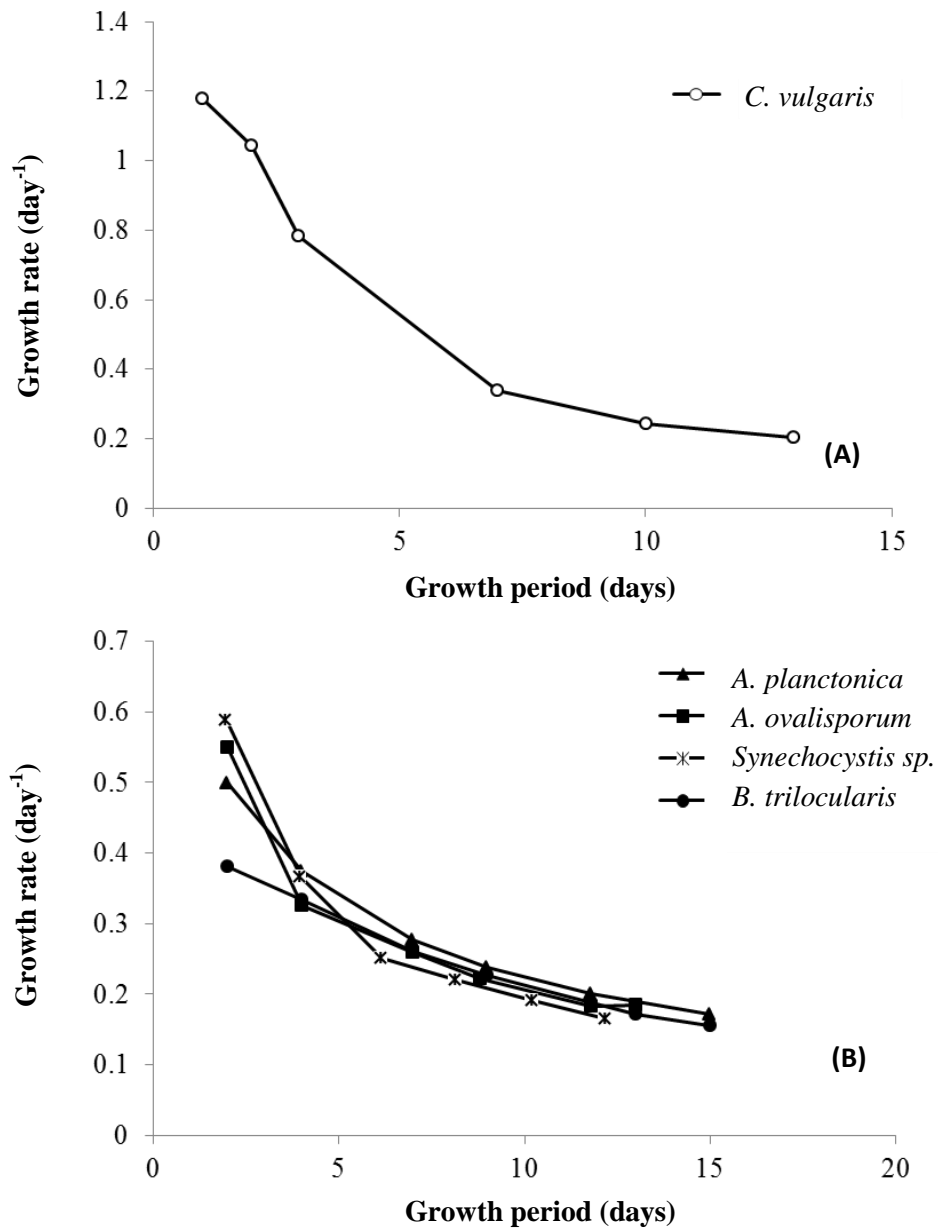 1.4
1.2
1
0.8
0.6
0.4
0.2
0
Growth rate (day-1)
C. vulgaris
(A)
0 5 10 15
Growth period (days)
0.7
0.6
0.5
0.4
0.3
0.2
0.1
0
Growth rate (day-1)
A. planctonica
A. ovalisporum
Synechocystis sp.
B. trilocularis
(B)
0 5 10 15 20
Growth period (days)